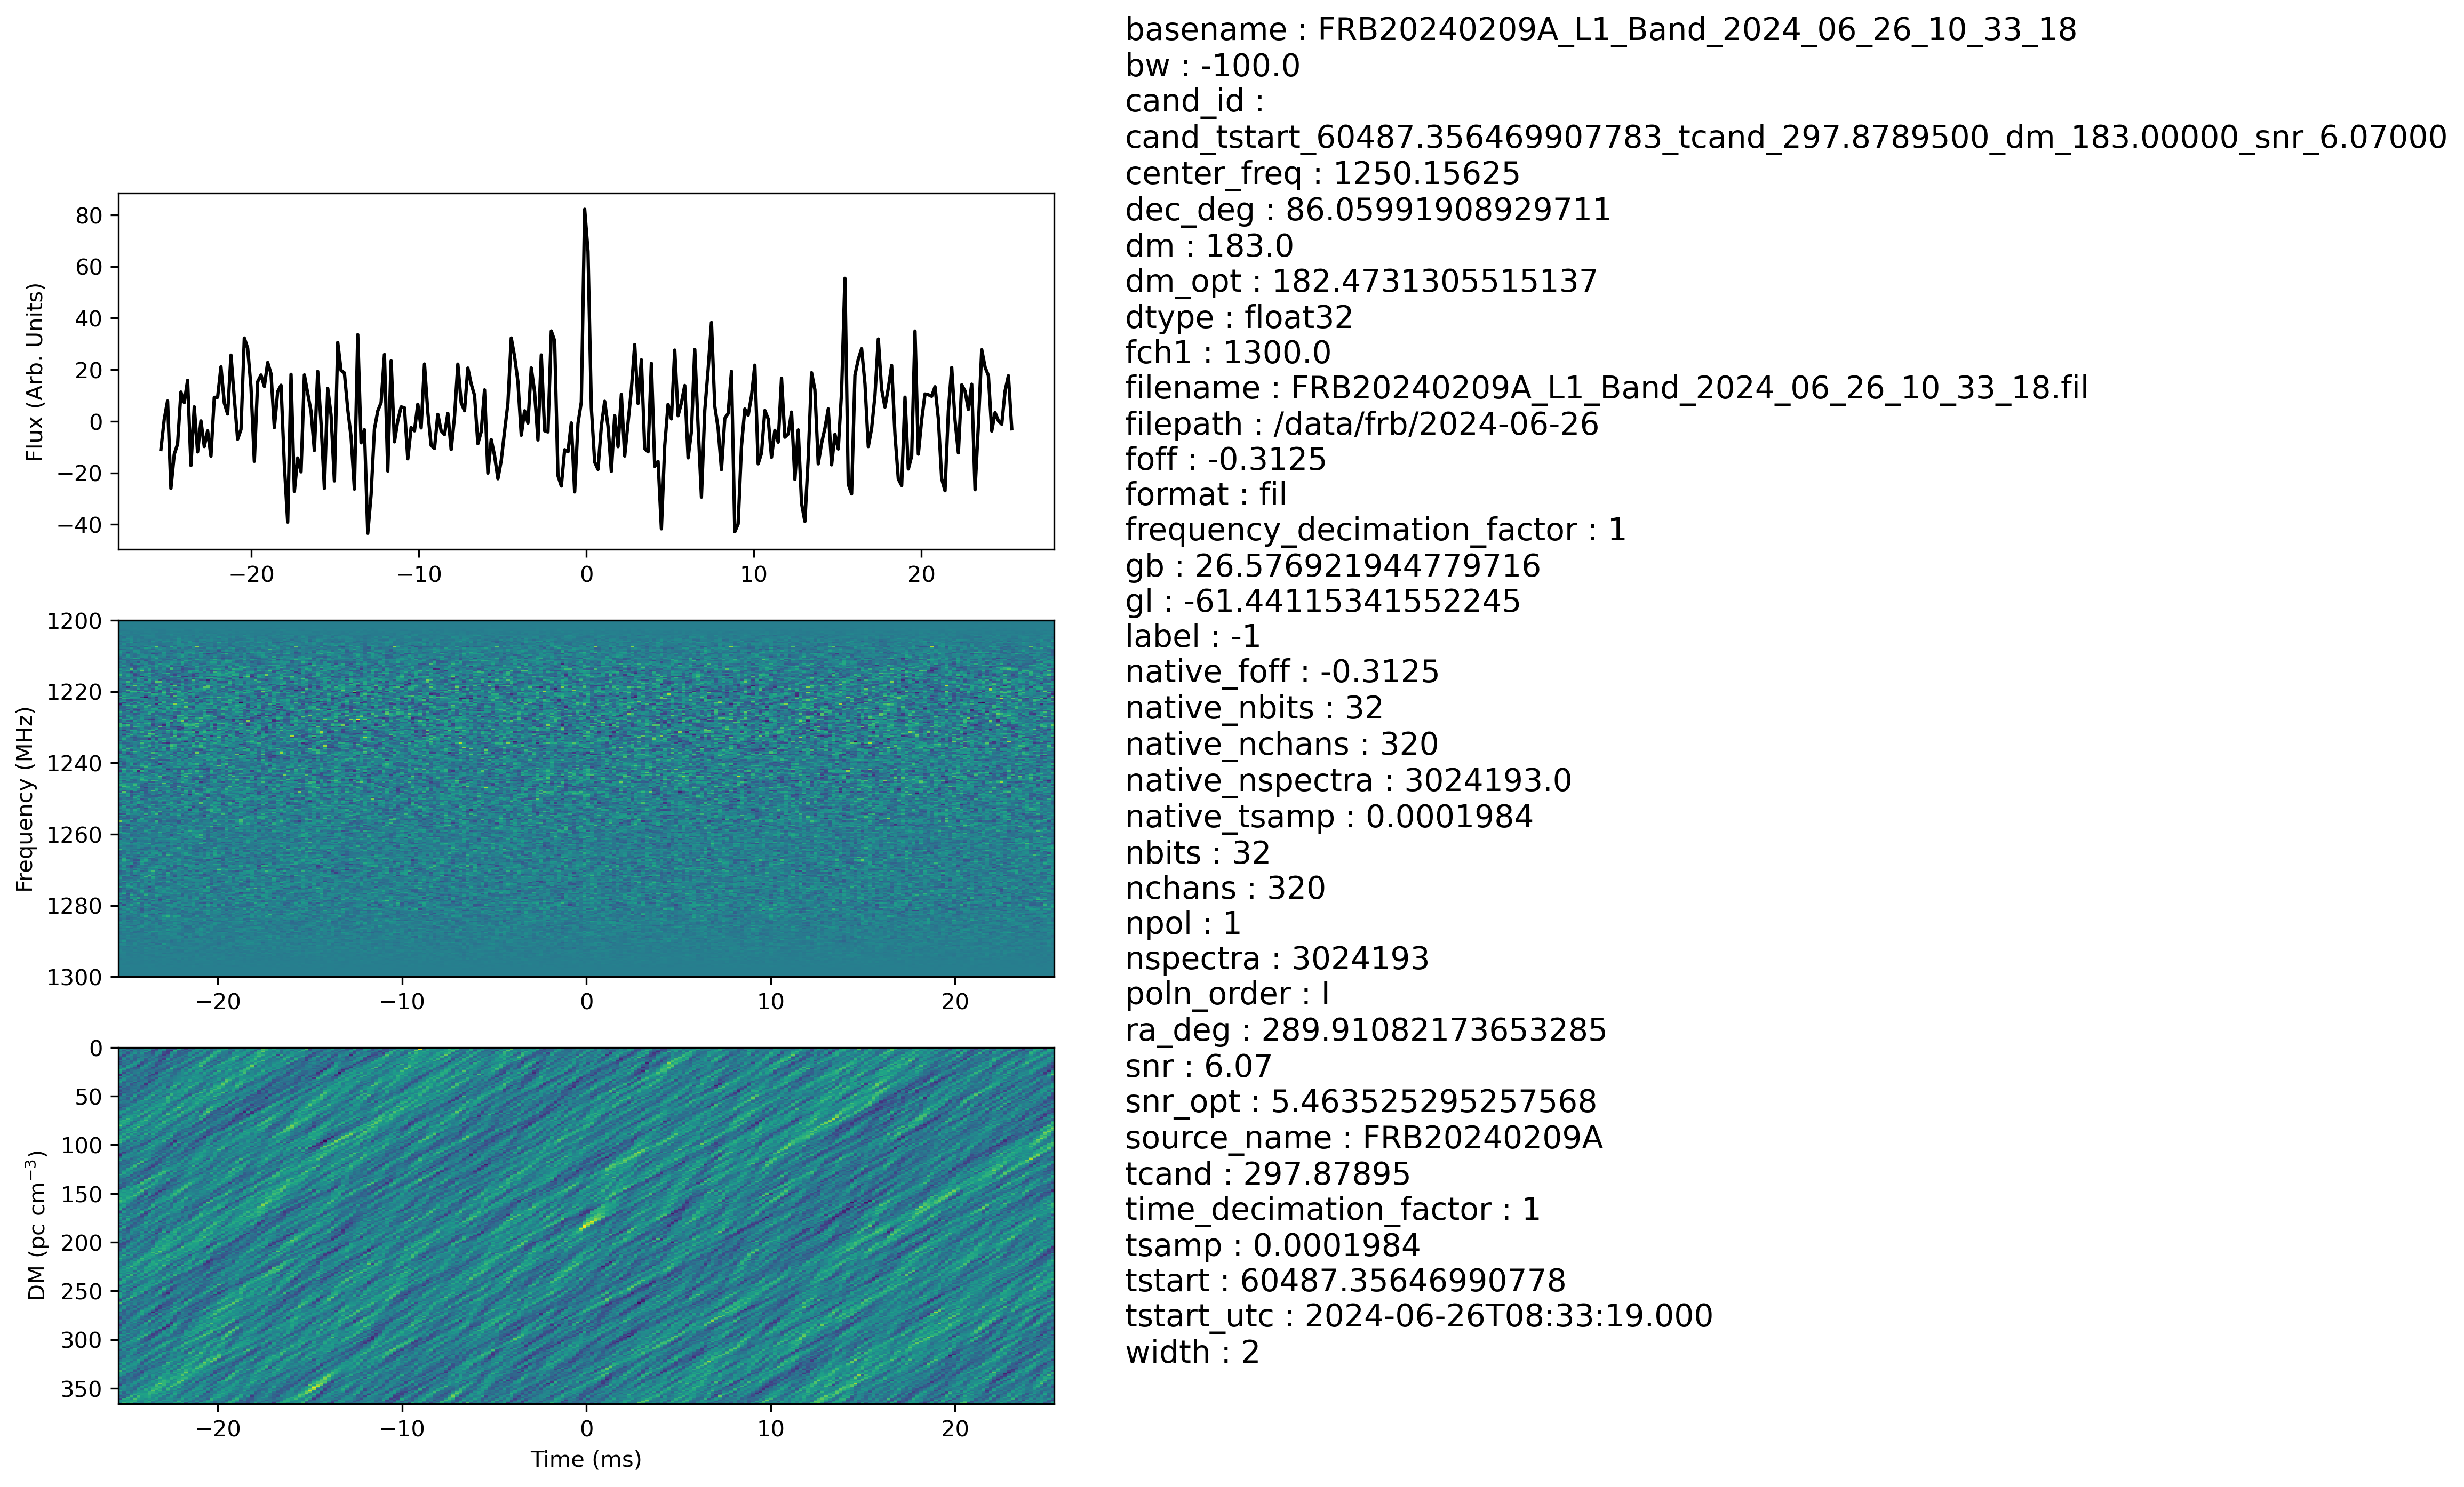 basename : FRB20240209A_L1_Band_2024_06_26_10_33_18
bw : -100.0
cand_id :
cand_tstart_60487.356469907783_tcand_297.8789500_dm_183.00000_snr_6.07000
center_freq : 1250.15625
dec_deg : 86.05991908929711
dm : 183.0
dm_opt : 182.4731305515137
dtype : float32
fch1 : 1300.0
filename : FRB20240209A_L1_Band_2024_06_26_10_33_18.fil
filepath : /data/frb/2024-06-26
foff : -0.3125
format : fil
frequency_decimation_factor : 1
gb : 26.576921944779716
gl : -61.44115341552245
label : -1
native_foff : -0.3125
native_nbits : 32
native_nchans : 320
native_nspectra : 3024193.0
native_tsamp : 0.0001984
nbits : 32
nchans : 320
npol : 1
nspectra : 3024193
poln_order : I
ra_deg : 289.91082173653285
snr : 6.07
snr_opt : 5.463525295257568
source_name : FRB20240209A
tcand : 297.87895
time_decimation_factor : 1
tsamp : 0.0001984
tstart : 60487.35646990778
tstart_utc : 2024-06-26T08:33:19.000
width : 2
Flux (Arb. Units)
80
60
40
20
0
−20
−40
−20 −10 0 10 20
Frequency (MHz)
1200
1220
1240
1260
1280
1300
−20 −10 0 10 20
DM (pc cm⁻³)
0
50
100
150
200
250
300
350
−20 −10 0 10 20
Time (ms)